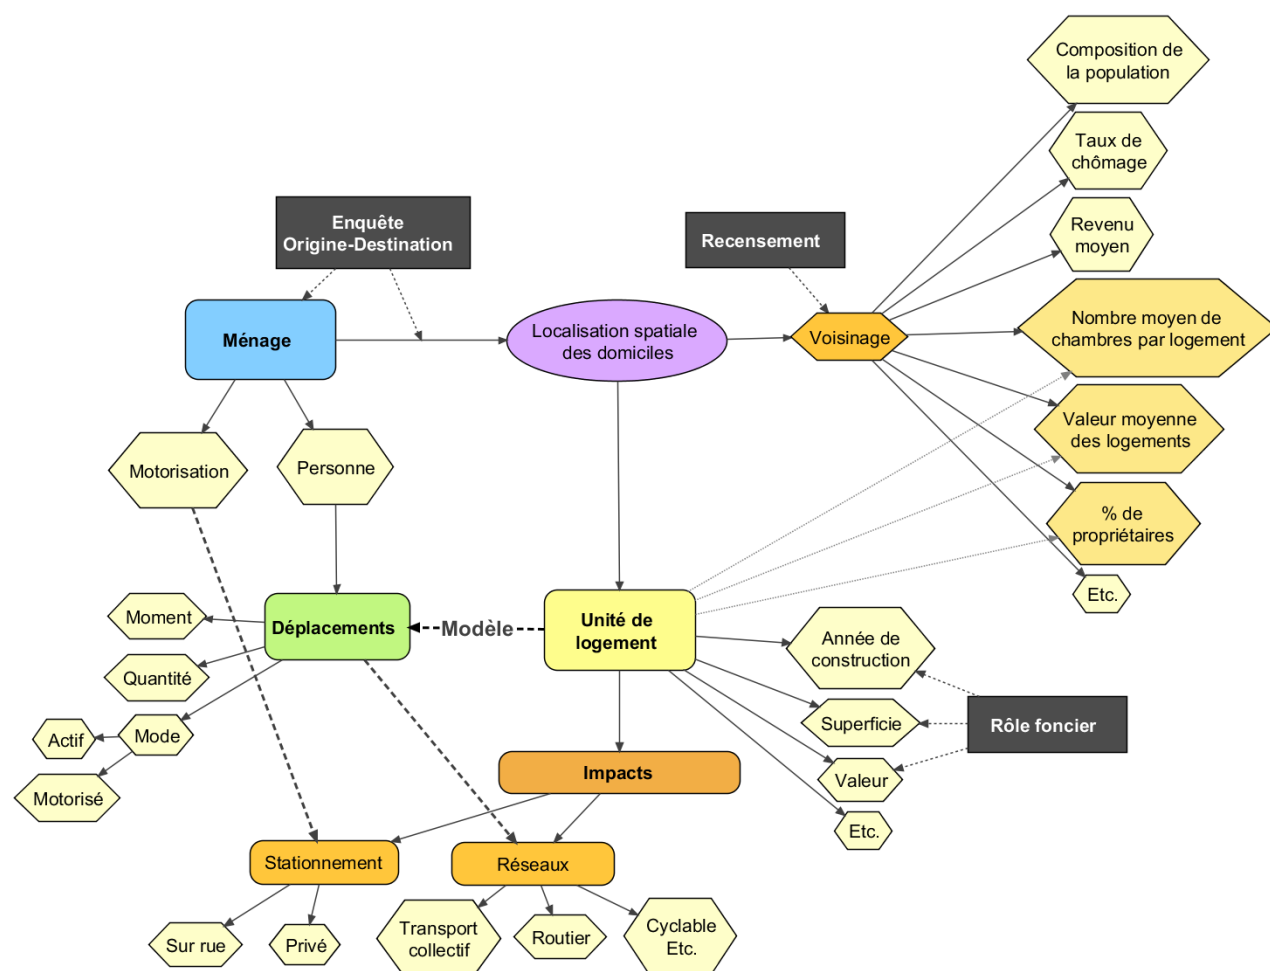 Composition de
la population
Taux de
chômage
Enquête
Origine-Destination
Recensement
Revenu
moyen
Ménage
Localisation spatiale
des domiciles
Voisinage
Nombre moyen de
chambres par logement
Valeur moyenne
des logements
Motorisation
Personne
% de
propriétaires
Etc.
Moment
Déplacements
Modèle
Unité de
logement
Année de
construction
Quantité
Actif
Mode
Superficie
Rôle foncier
Motorisé
Impacts
Valeur
Etc.
Stationnement
Réseaux
Sur rue
Privé
Transport
collectif
Routier
Cyclable
Etc.